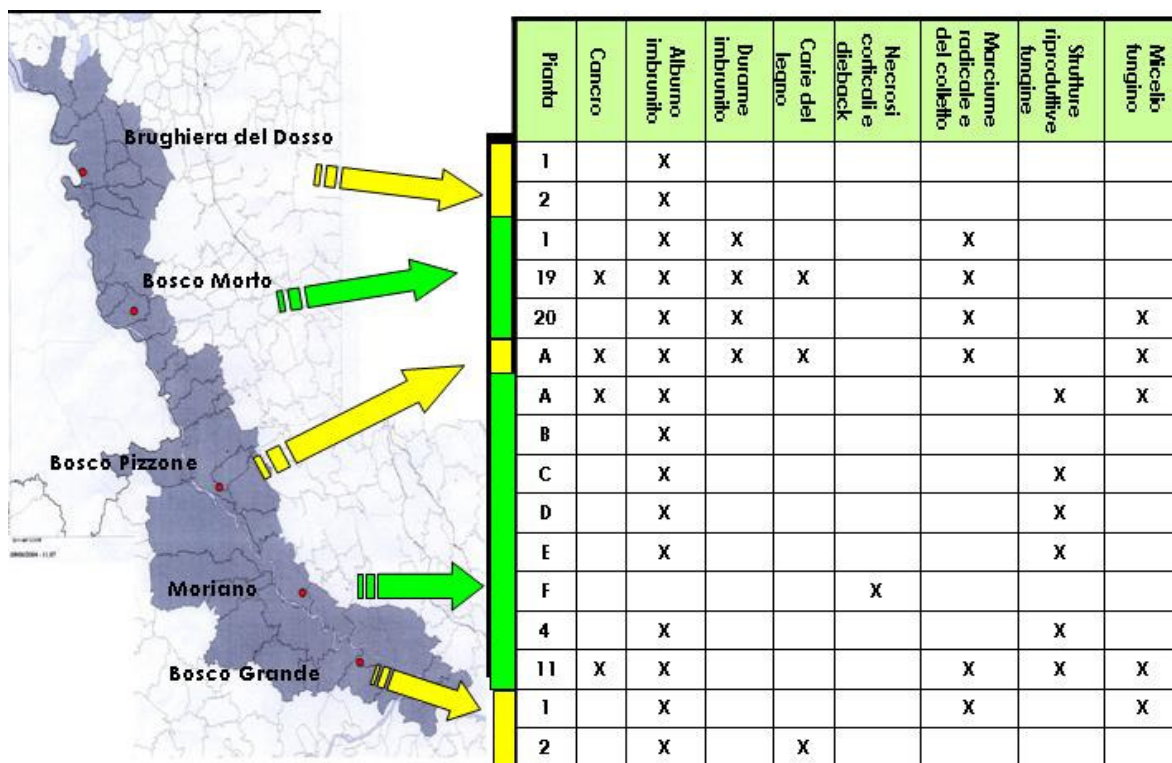 Brughiera del Dosso
Bosco Morto
Bosco Pizzone
Moriano
Bosco Grande
Pianta
Cancro
Alburno
imbrunito
Durame
imbrunito
Carie del
legno
Necrosi
corticali e
dieback
Marciume
radicale e
del colletto
Strutture
riproduttive
fungine
Micelio
fungino
1 X
2 X
1 X X X
19 X X X X X
20 X X X X
A X X X X X X
A X X X X
B X
C X X
D X X
E X X
F X
4 X X
11 X X X X X
1 X X X
2 X X